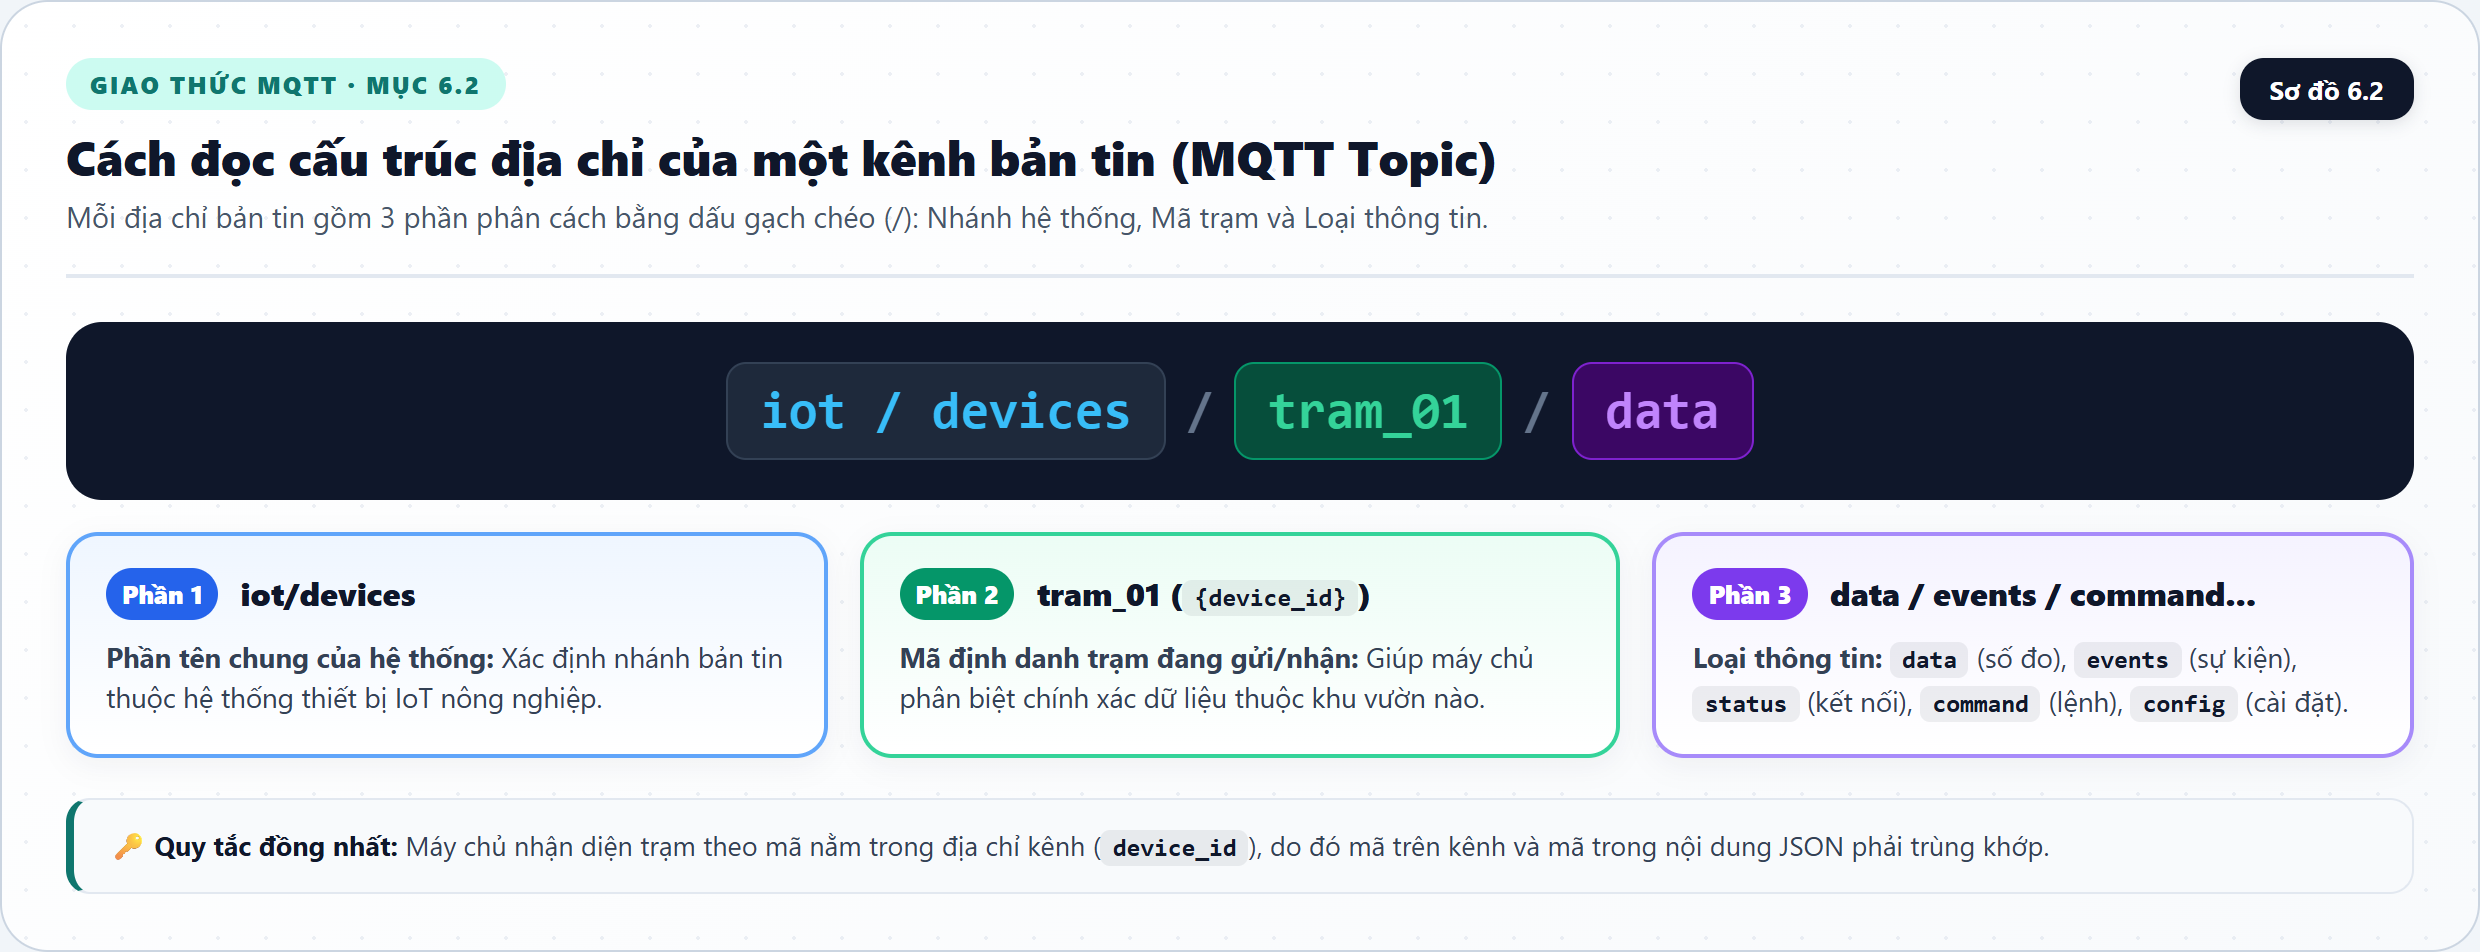 GIAO THỨC MQTT · MỤC 6.2
Sơ đồ 6.2
Cách đọc cấu trúc địa chỉ của một kênh bản tin (MQTT Topic)
Mỗi địa chỉ bản tin gồm 3 phần phân cách bằng dấu gạch chéo (/): Nhánh hệ thống, Mã trạm và Loại thông tin.
iot / devices / tram_01 / data
Phần 1 iot/devices
Phần tên chung của hệ thống: Xác định nhánh bản tin
thuộc hệ thống thiết bị IoT nông nghiệp.
Phần 2 tram_01 ( {device_id} )
Mã định danh trạm đang gửi/nhận: Giúp máy chủ
phân biệt chính xác dữ liệu thuộc khu vườn nào.
Phần 3 data / events / command...
Loại thông tin: data (số đo), events (sự kiện),
status (kết nối), command (lệnh), config (cài đặt).
🔑 Quy tắc đồng nhất: Máy chủ nhận diện trạm theo mã nằm trong địa chỉ kênh ( device_id ), do đó mã trên kênh và mã trong nội dung JSON phải trùng khớp.